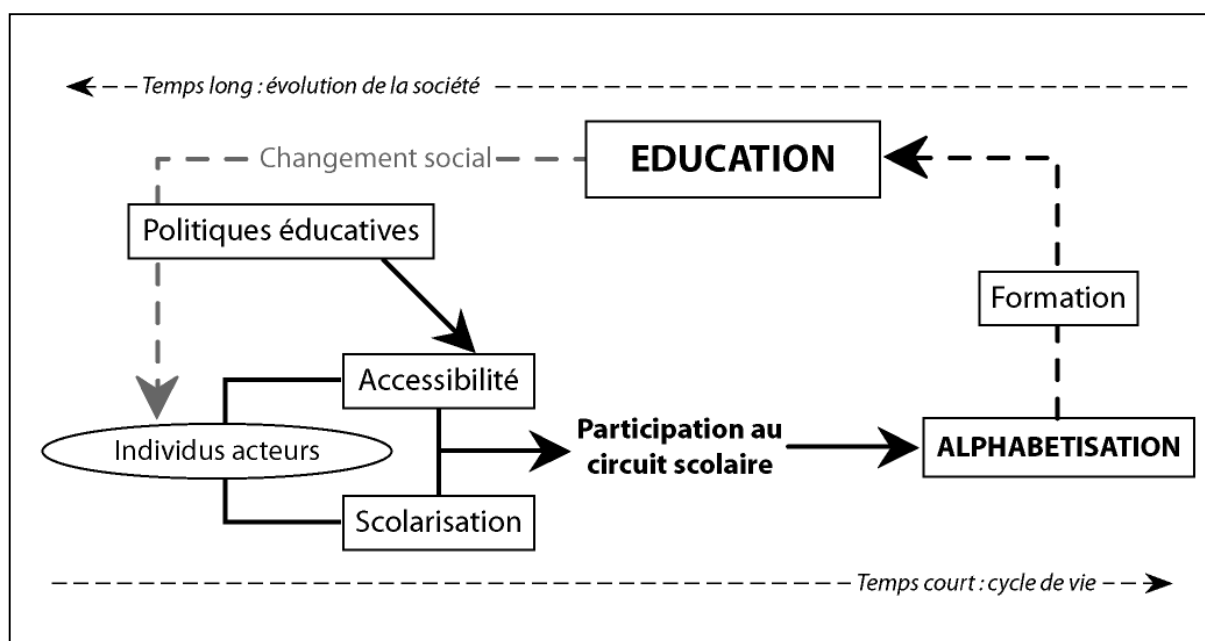 Temps long : évolution de la société
EDUCATION
Changement social
Politiques éducatives
Formation
Accessibilité
Individus acteurs
Participation au
circuit scolaire
ALPHABETISATION
Scolarisation
Temps court : cycle de vie